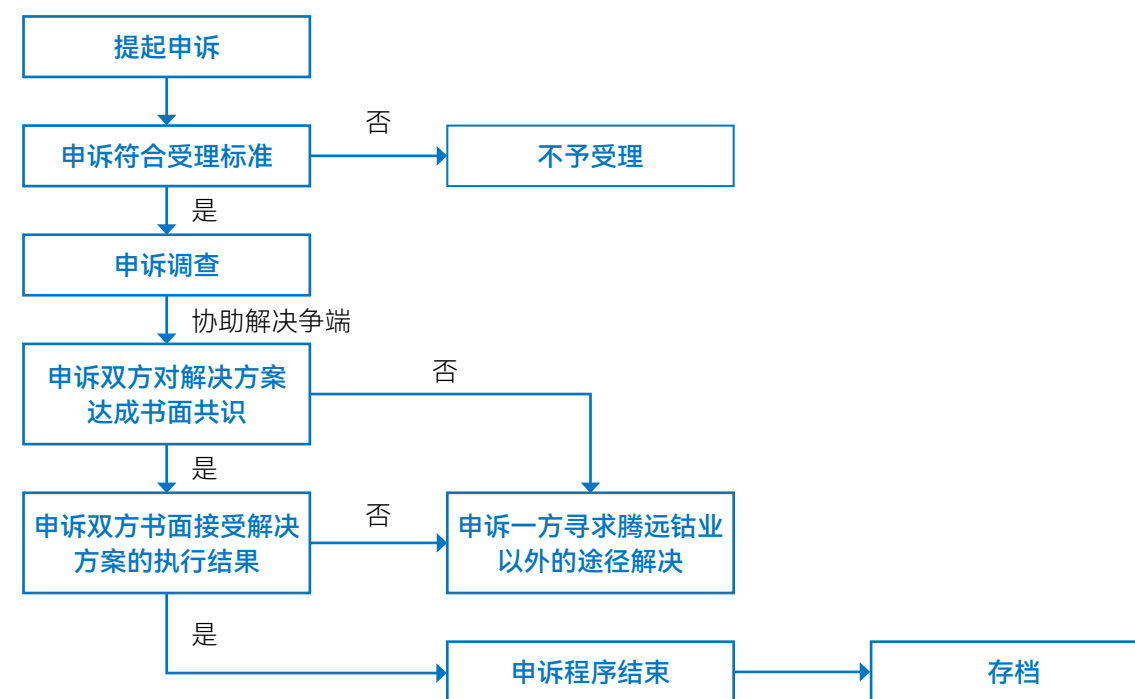 提起申诉
否
申诉符合受理标准
不予受理
是
申诉调查
协助解决争端
申诉双方对解决方案
达成书面共识
否
是
申诉双方书面接受解决
方案的执行结果
否
申诉一方寻求腾远钴业
以外的途径解决
是
申诉程序结束
存档